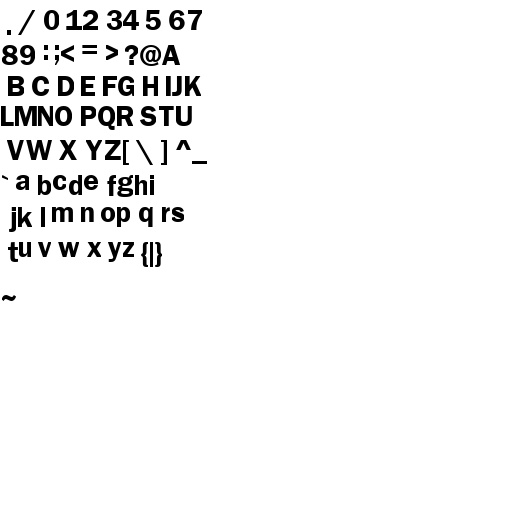 . / 0 12 34 5 67
89 : ;< = > ?@A
B C D E FG H IJK
LMNO PQR STU
VW X YZ[ \ ] ^_
` a bcde fghi
jk l m n op q rs
tu v w x yz {|}
~